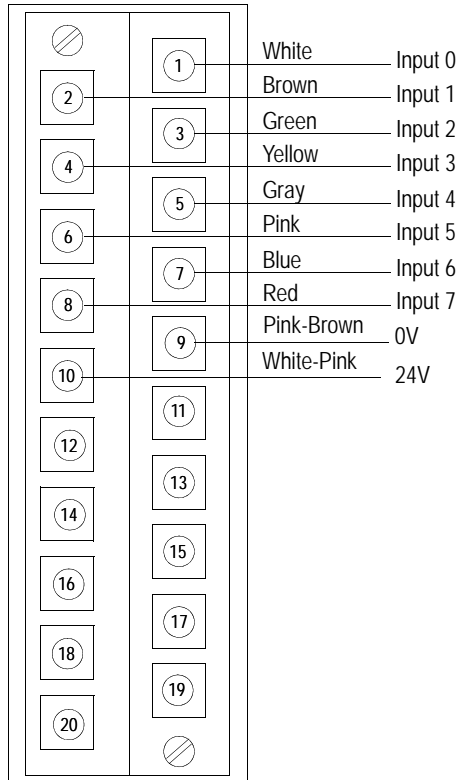 1 White Input 0
2 Brown Input 1
3 Green Input 2
4 Yellow Input 3
5 Gray Input 4
6 Pink Input 5
7 Blue Input 6
8 Red Input 7
9 Pink-Brown 0V
10 White-Pink 24V
11
12
13
14
15
16
17
18
19
20